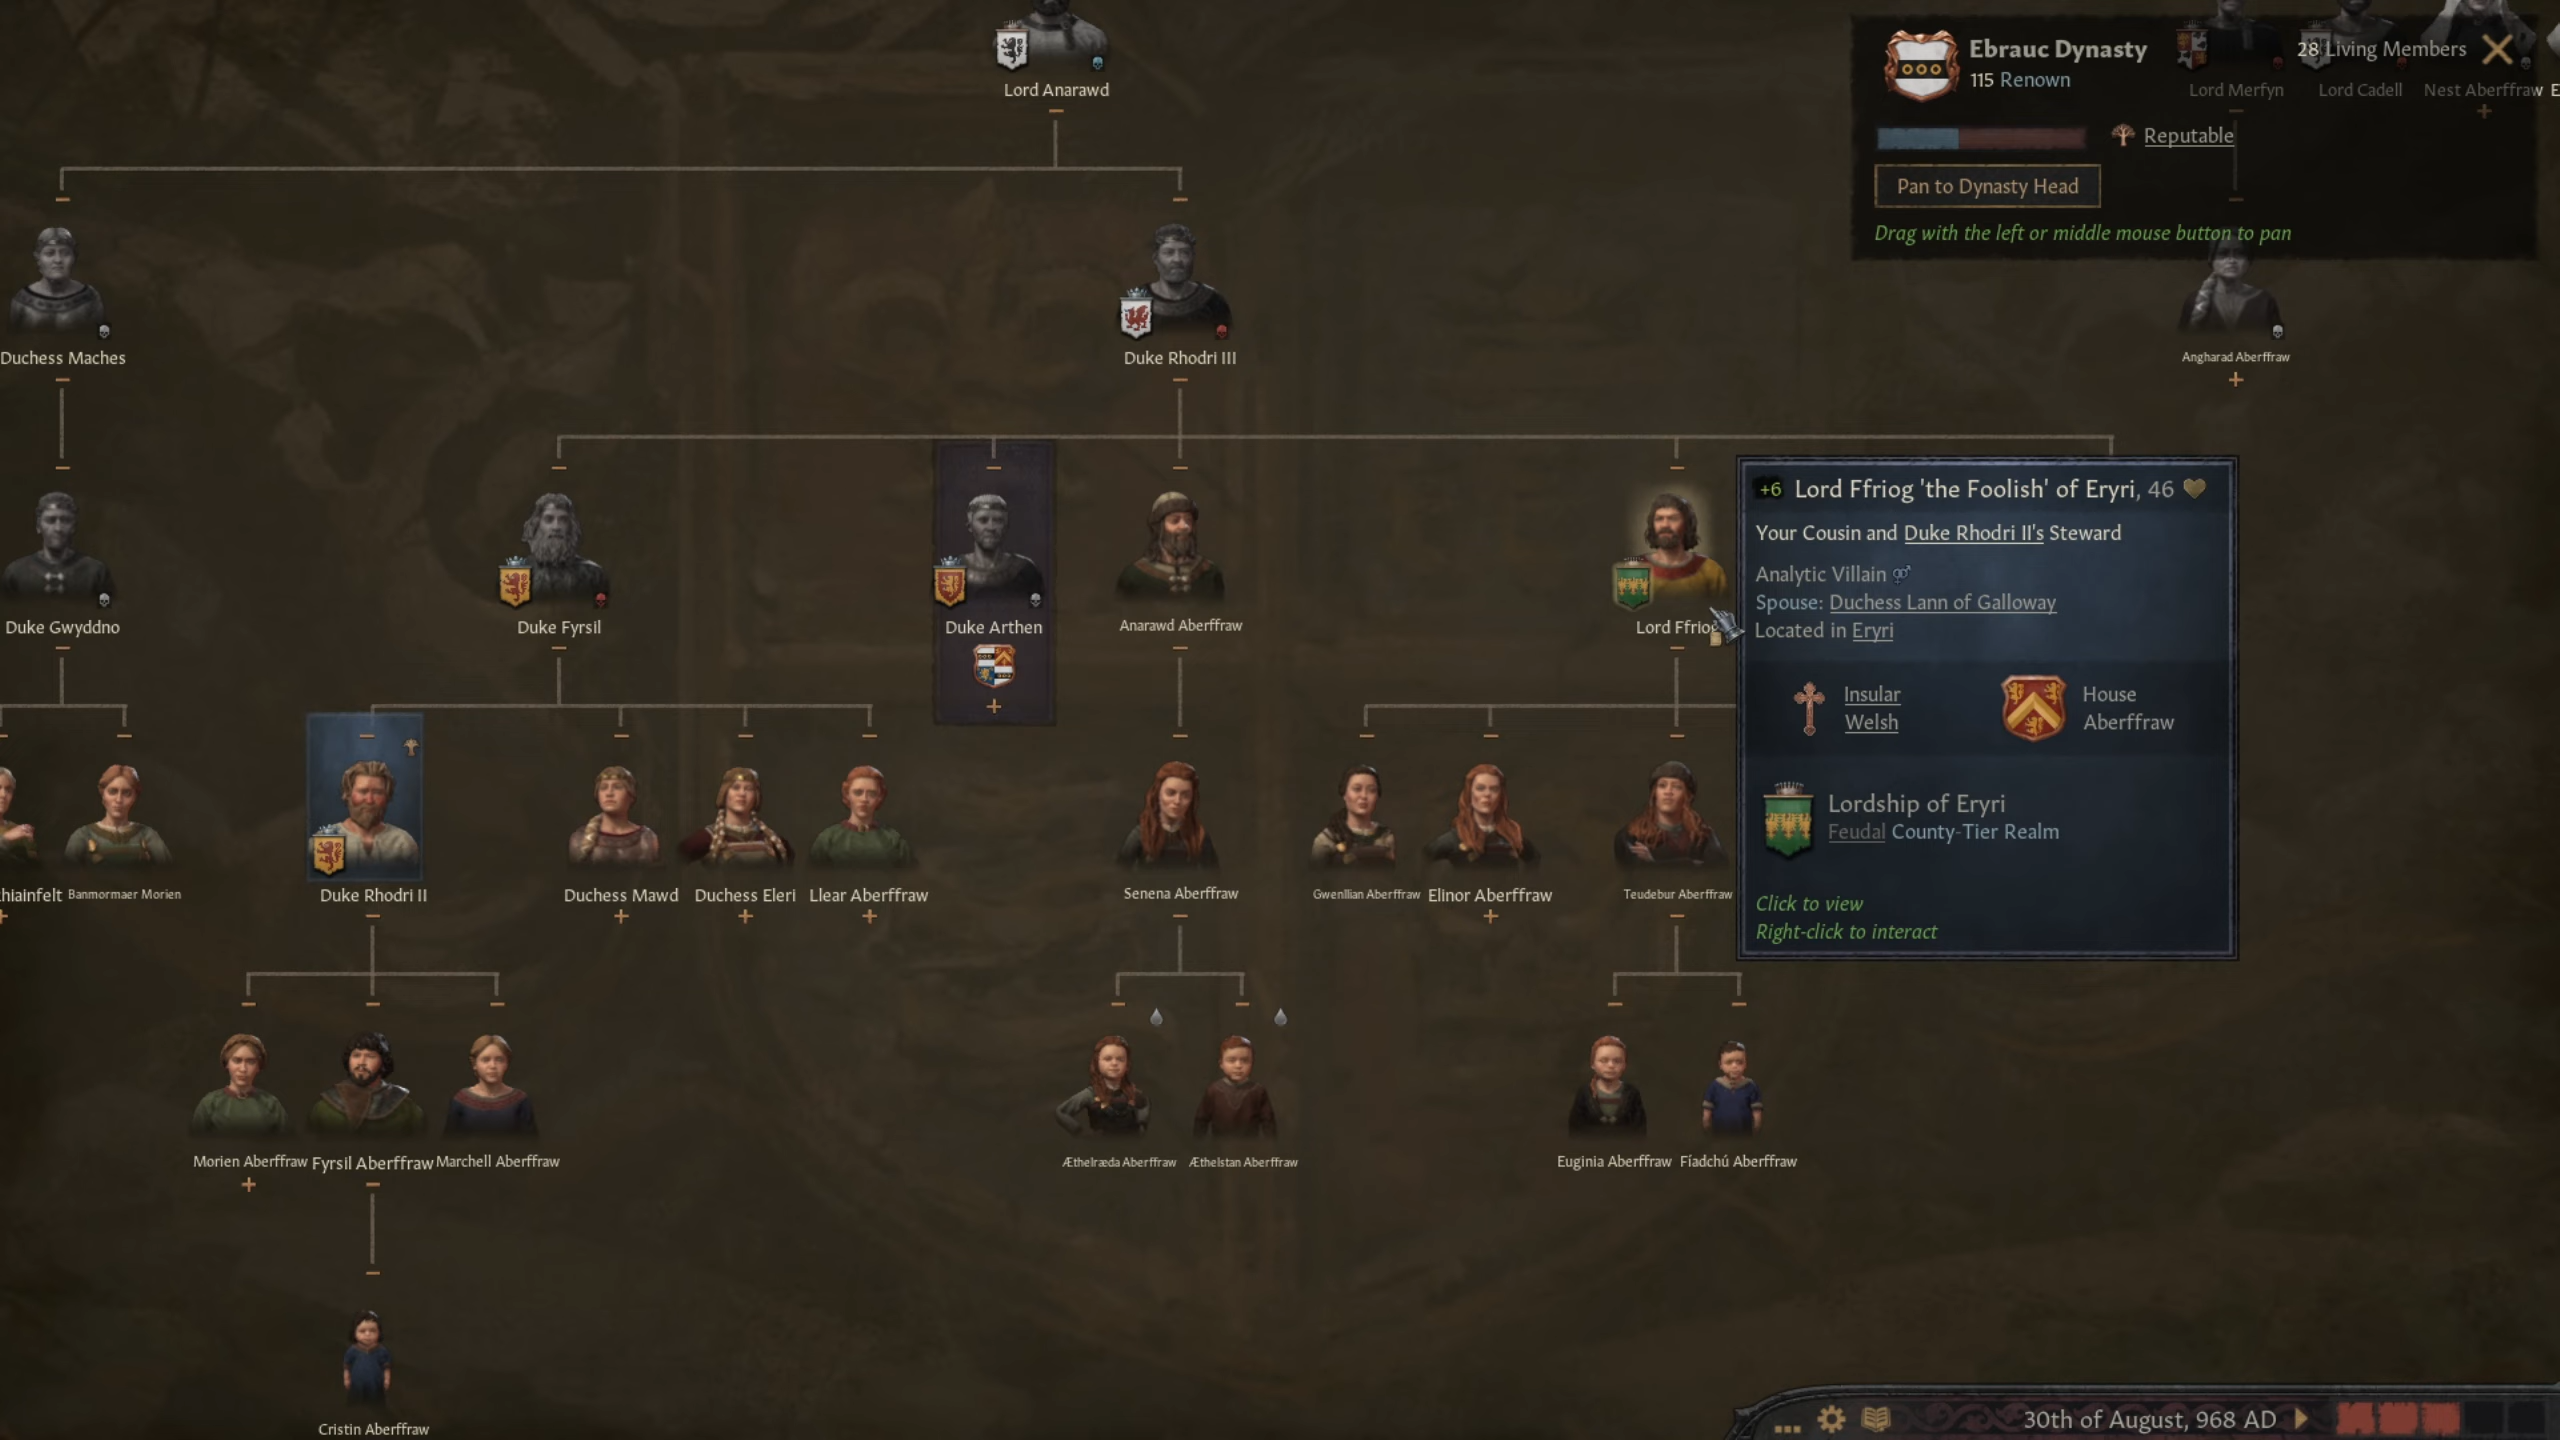 Lord Anarawd
Ebrauc Dynasty
115 Renown
28 Living Members
Lord Merfyn
Lord Cadell
Nest Aberffraw
E
Reputable
Pan to Dynasty Head
Drag with the left or middle mouse button to pan
Duchess Maches
Duke Rhodri III
Angharad Aberffraw
Duke Gwyddno
Duke Fyrsil
Duke Arthen
Anarawd Aberffraw
Lord Ffriog
+6 Lord Ffriog 'the Foolish' of Eryri, 46
Your Cousin and Duke Rhodri II's Steward
Analytic Villain
Spouse: Duchess Lann of Galloway
Located in Eryri
Insular
Welsh
House
Aberffraw
Lordship of Eryri
Feudal County-Tier Realm
Click to view
Right-click to interact
hiainfelt
Banmormaer Morien
Duke Rhodri II
Duchess Mawd
Duchess Eleri
Llear Aberffraw
Senena Aberffraw
Gwenllian Aberffraw
Elinor Aberffraw
Teudebur Aberffraw
Morien Aberffraw
Fyrsil Aberffraw
Marchell Aberffraw
Æthelræda Aberffraw
Æthelstan Aberffraw
Euginia Aberffraw
Fíadchú Aberffraw
Cristin Aberffraw
... 30th of August, 968 AD